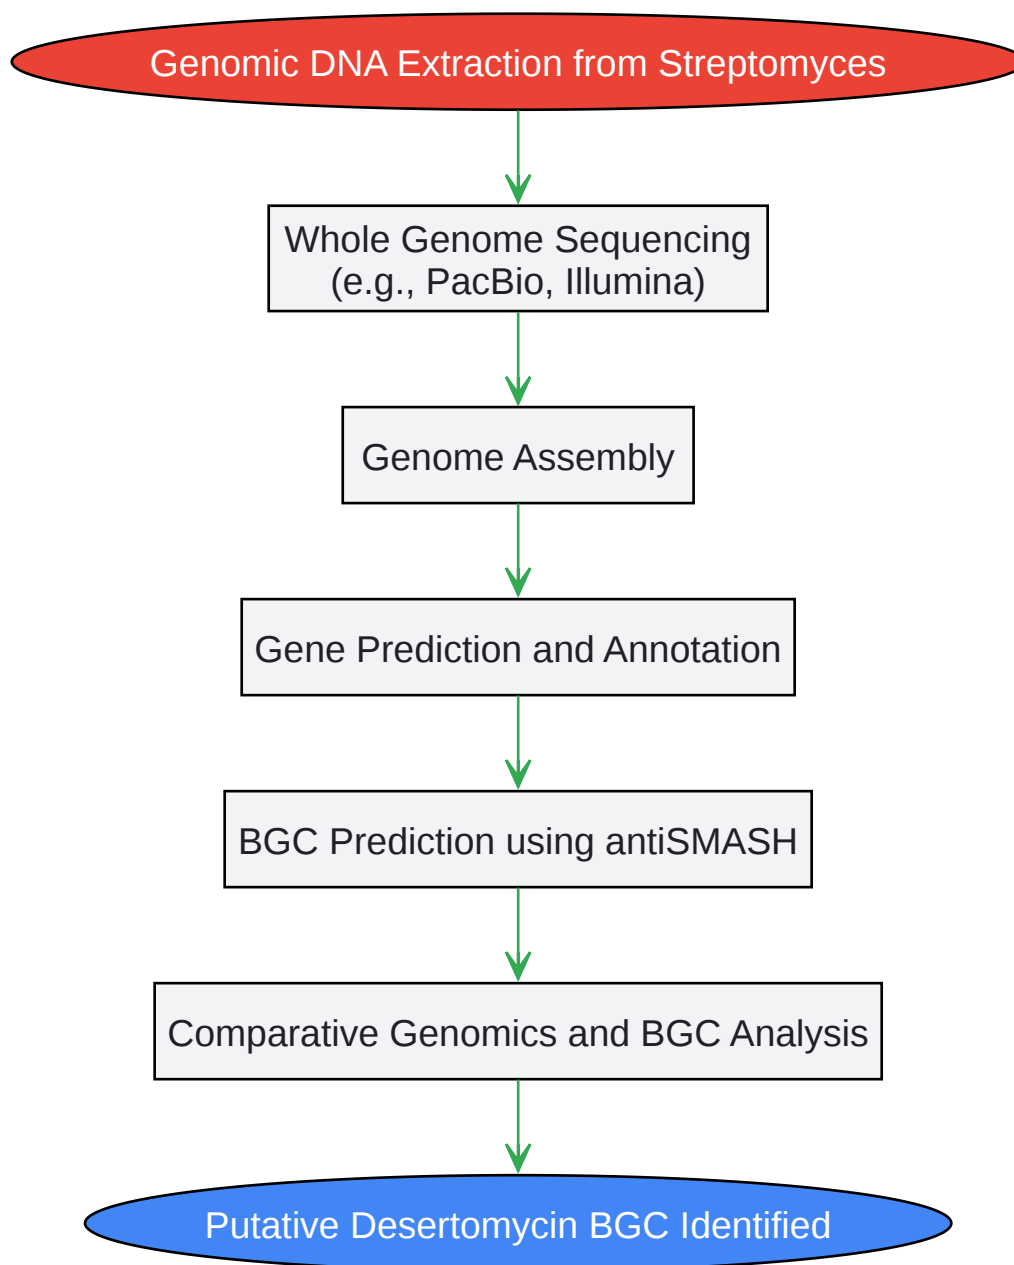 Genomic DNA Extraction from Streptomyces
Whole Genome Sequencing
(e.g., PacBio, Illumina)
Genome Assembly
Gene Prediction and Annotation
BGC Prediction using antiSMASH
Comparative Genomics and BGC Analysis
Putative Desertomycin BGC Identified